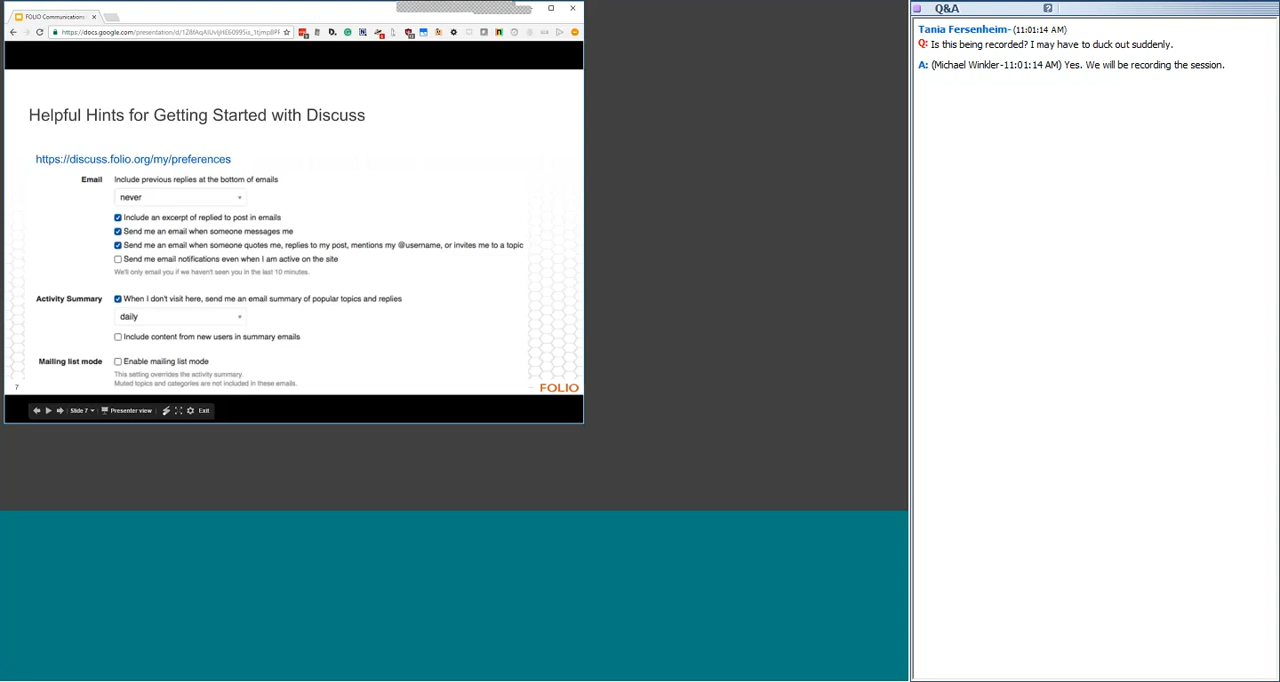 FOLIO Communications
Helpful Hints for Getting Started with Discuss
https://discuss.folio.org/my/preferences
Email
Include previous replies at the bottom of emails
never
Include an excerpt of replied to post in emails
Send me an email when someone messages me
Send me an email when someone quotes me, replies to my post, mentions my @username, or invites me to a topic
Send me email notifications even when I am active on the site
We'll only email you if we haven't seen you in the last 10 minutes.
Activity Summary
When I don't visit here, send me an email summary of popular topics and replies
daily
Include content from new users in summary emails
Mailing list mode
Enable mailing list mode
This setting overrides the activity summary.
Muted topics and categories are not included in these emails.
7
FOLIO
Slide 7
Presenter view
Exit
Q&A
Tania Fersenheim- (11:01:14 AM)
Q: Is this being recorded? I may have to duck out suddenly.
A: (Michael Winkler-11:01:14 AM) Yes. We will be recording the session.